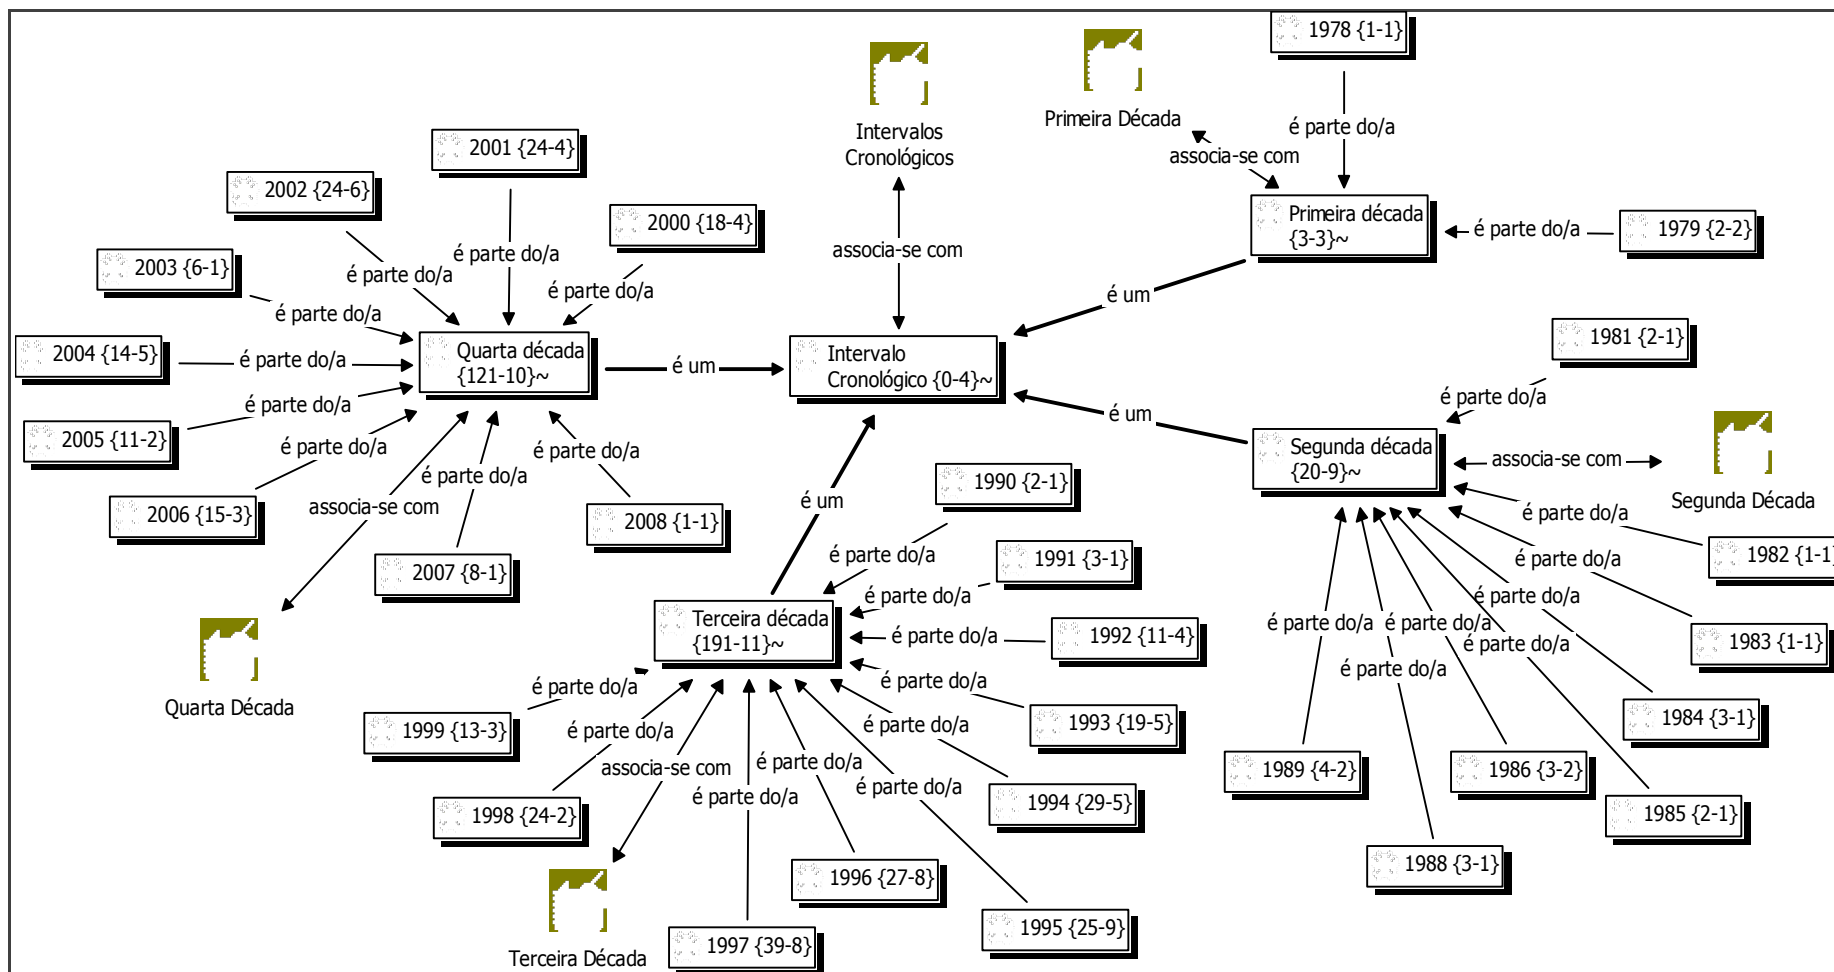 1978 {1-1}
Primeira Década
Intervalos
Cronológicos
é parte do/a
associa-se com
2001 {24-4}
2002 {24-6}
2000 {18-4}
Primeira década
{3-3}~
é parte do/a
1979 {2-2}
2003 {6-1}
é parte do/a
é parte do/a
é parte do/a
associa-se com
é parte do/a
é um
2004 {14-5}
é parte do/a
Quarta década
{121-10}~
é um
Intervalo
Cronológico {0-4}~
1981 {2-1}
2005 {11-2}
é parte do/a
é parte do/a
é parte do/a
é parte do/a
é um
é parte do/a
Segunda década
{20-9}~
associa-se com
Segunda Década
2006 {15-3}
associa-se com
2008 {1-1}
2007 {8-1}
é um
1990 {2-1}
é parte do/a
1982 {1-1}
é parte do/a
1991 {3-1}
é parte do/a
é parte do/a
é parte do/a
Terceira década
{191-11}~
é parte do/a
1992 {11-4}
é parte do/a
é parte do/a
é parte do/a
1983 {1-1}
é parte do/a
Quarta Década
é parte do/a
é parte do/a
1999 {13-3}
é parte do/a
1993 {19-5}
1984 {3-1}
associa-se com
é parte do/a
é parte do/a
é parte do/a
1989 {4-2}
1986 {3-2}
1998 {24-2}
é parte do/a
1994 {29-5}
1985 {2-1}
1996 {27-8}
1988 {3-1}
1995 {25-9}
1997 {39-8}
Terceira Década